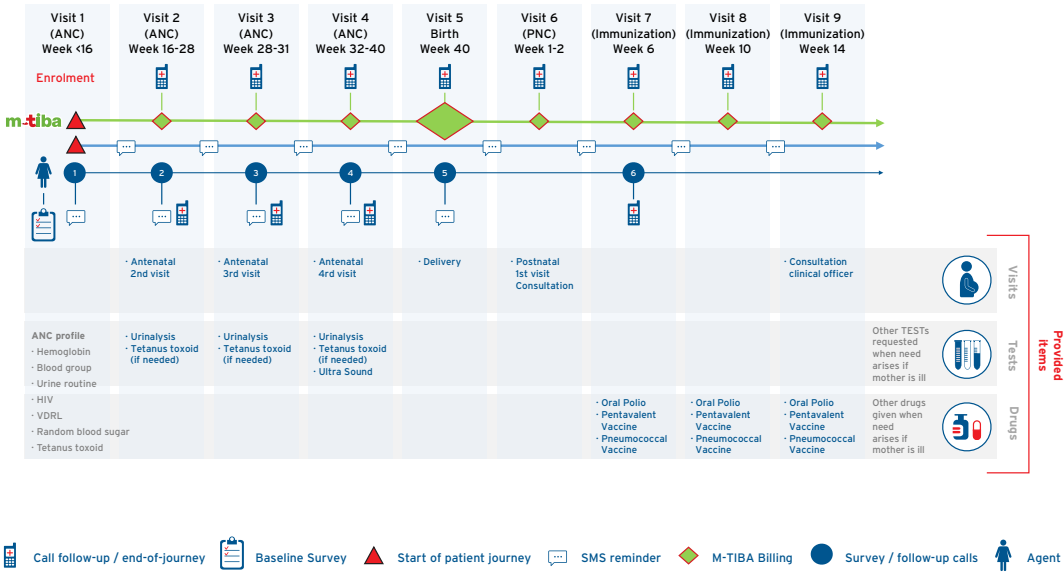 Visit 1
(ANC)
Week <16
Visit 2
(ANC)
Week 16-28
Visit 3
(ANC)
Week 28-31
Visit 4
(ANC)
Week 32-40
Visit 5
Birth
Week 40
Visit 6
(PNC)
Week 1-2
Visit 7
(Immunization)
Week 6
Visit 8
(Immunization)
Week 10
Visit 9
(Immunization)
Week 14
Enrolment
m-tiba
1
2
3
4
5
6
· Antenatal
2nd visit
· Antenatal
3rd visit
· Antenatal
4rd visit
· Delivery
· Postnatal
1st visit
Consultation
· Consultation
clinical officer
Visits
ANC profile
· Hemoglobin
· Blood group
· Urine routine
· HIV
· VDRL
· Random blood sugar
· Tetanus toxoid
· Urinalysis
· Tetanus toxoid
(if needed)
· Urinalysis
· Tetanus toxoid
(if needed)
· Urinalysis
· Tetanus toxoid
(if needed)
· Ultra Sound
Other TESTs
requested
when need
arises if
mother is ill
Tests
· Oral Polio
· Pentavalent
Vaccine
· Pneumococcal
Vaccine
· Oral Polio
· Pentavalent
Vaccine
· Pneumococcal
Vaccine
· Oral Polio
· Pentavalent
Vaccine
· Pneumococcal
Vaccine
Other drugs
given when
need
arises if
mother is ill
Drugs
Provided
items
Call follow-up / end-of-journey
Baseline Survey
Start of patient journey
SMS reminder
M-TIBA Billing
Survey / follow-up calls
Agent